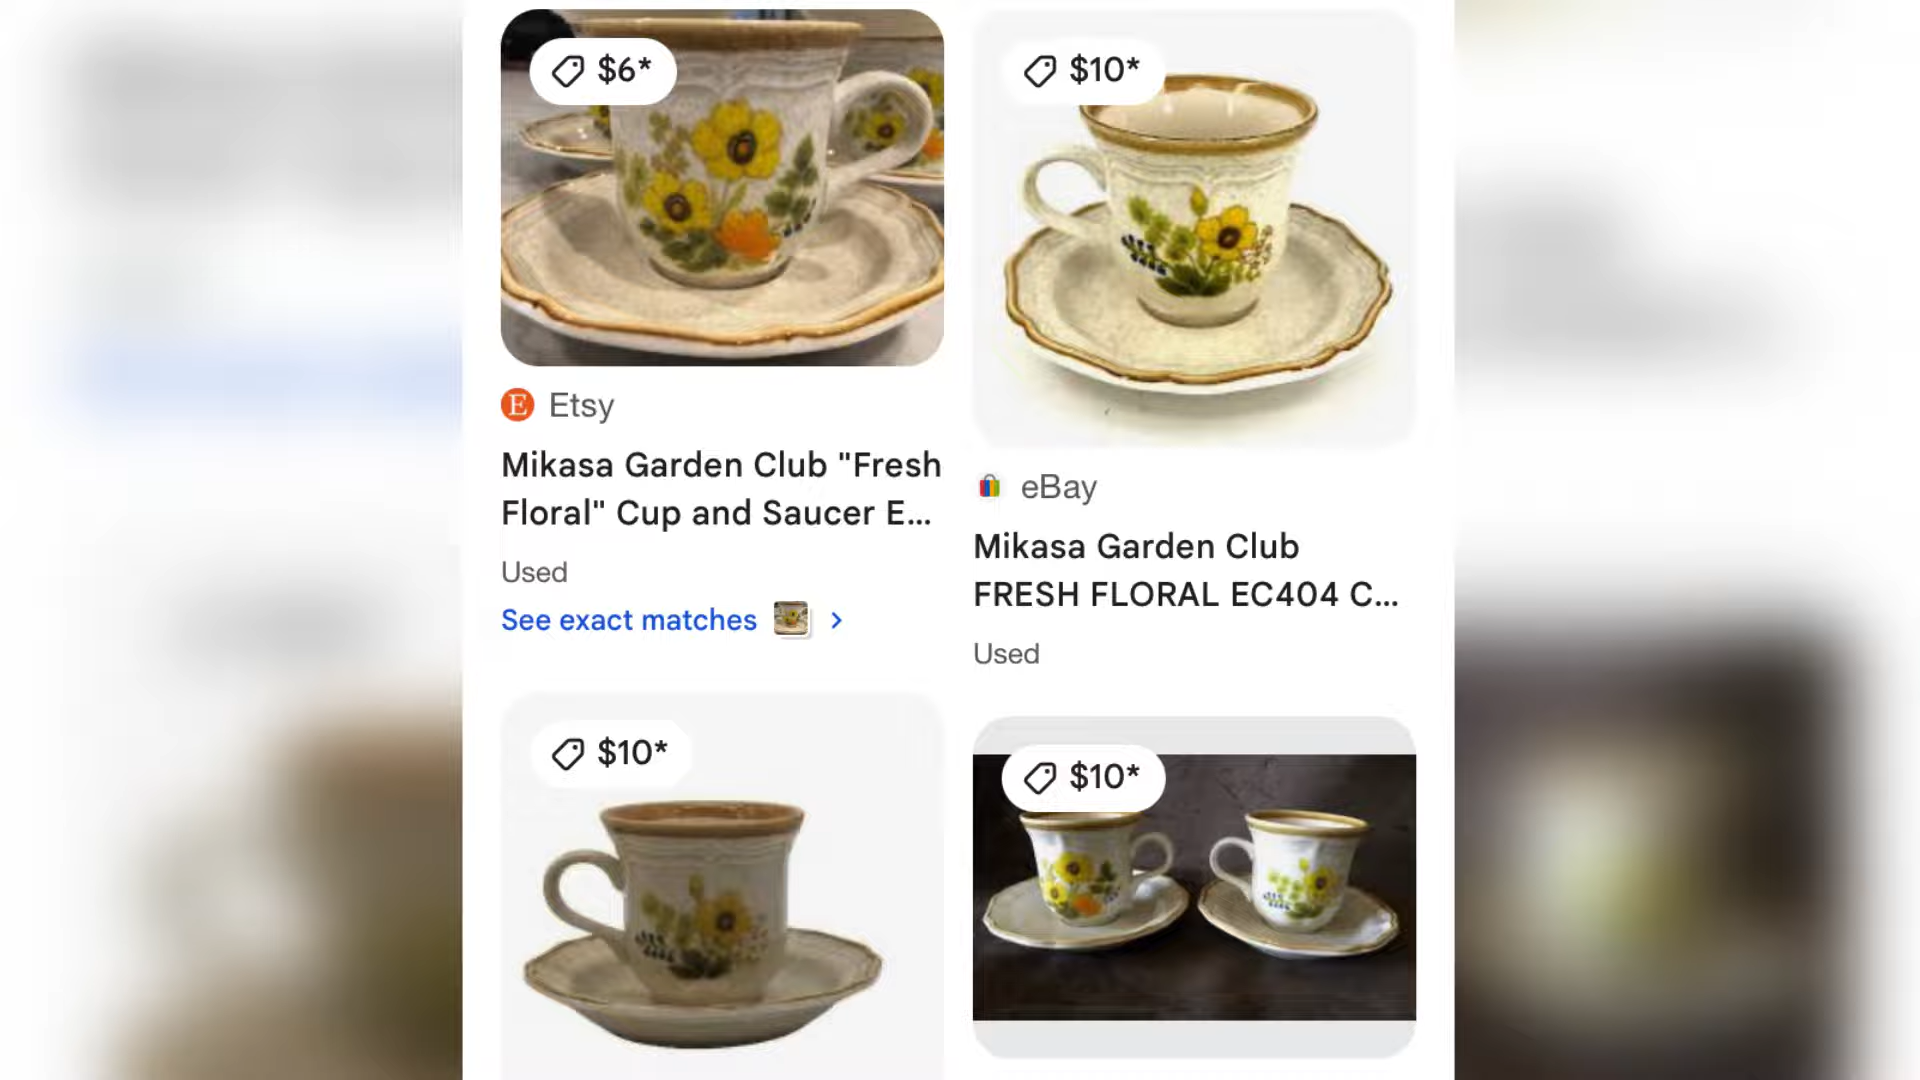 $6*
E Etsy
Mikasa Garden Club "Fresh
Floral" Cup and Saucer E...
Used
See exact matches
$10*
eBay
Mikasa Garden Club
FRESH FLORAL EC404 C...
Used
$10*
$10*